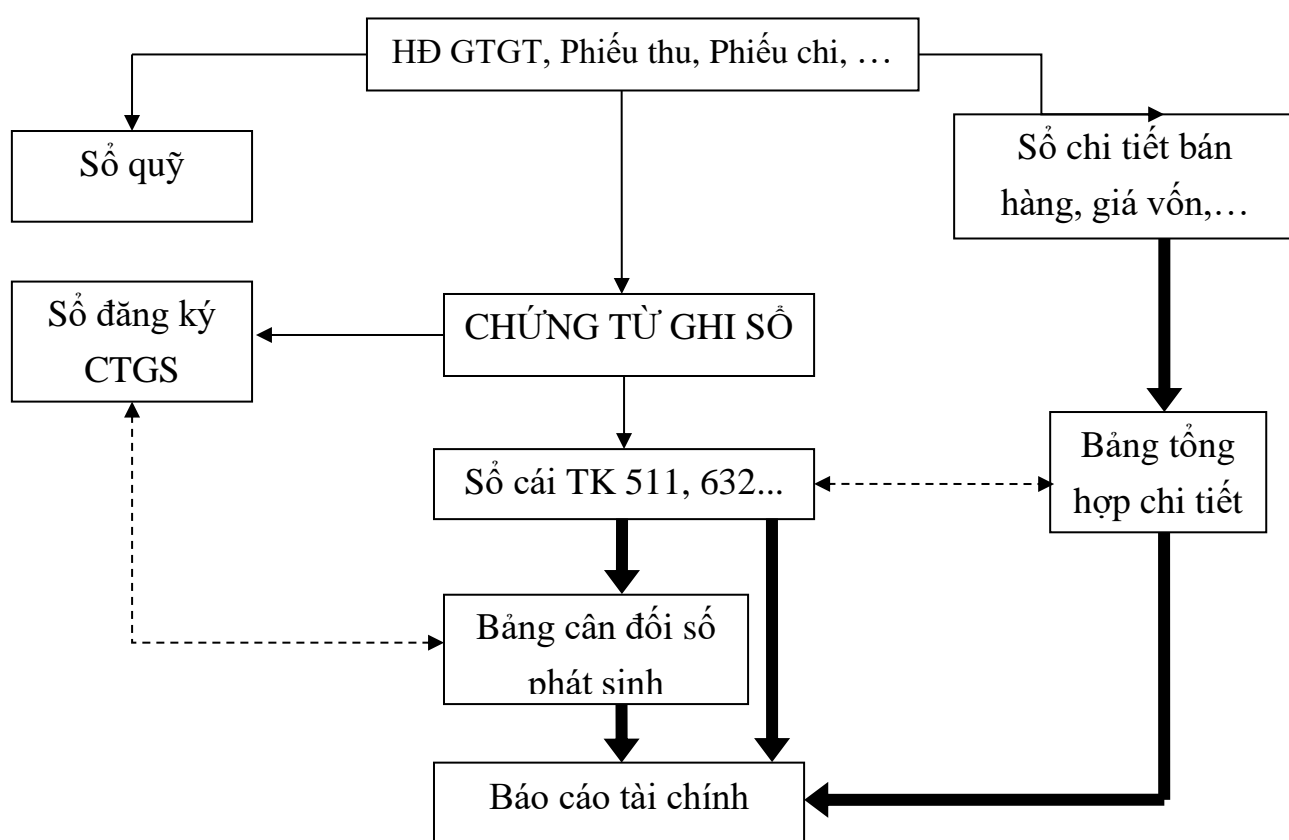 HĐ GTGT, Phiếu thu, Phiếu chi, …
Sổ quỹ
Sổ chi tiết bán
hàng, giá vốn,…
Sổ đăng ký
CTGS
CHỨNG TỪ GHI SỔ
Sổ cái TK 511, 632...
Bảng tổng
hợp chi tiết
Bảng cân đối số
phát sinh
Báo cáo tài chính